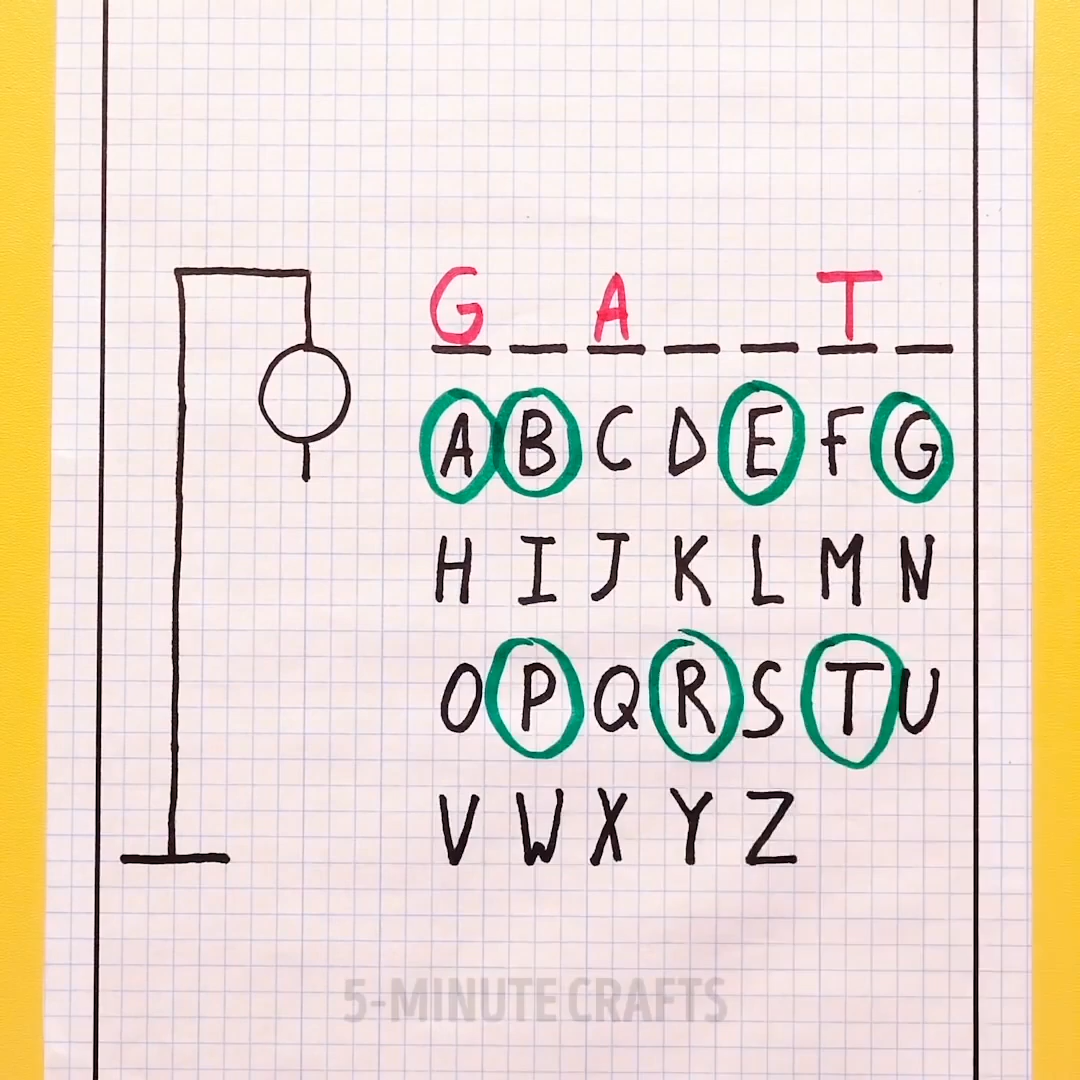 G _ A _ _ T _
A B C D E F G
H I J K L M N
O P Q R S T U
V W X Y Z
5-MINUTE CRAFTS